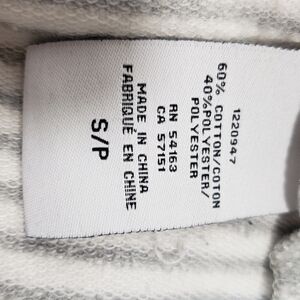 1220947
60% COTTON/COTON
40%POLYESTER/
POLYESTER
RN 54163
CA 57151
MADE IN CHINA
FABRIQUÉ EN CHINE
S/P